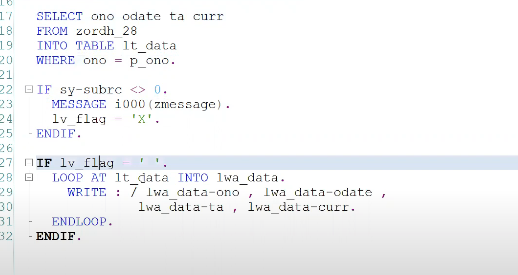 16
17 SELECT ono odate ta curr
18 FROM zordh_28
19 INTO TABLE lt_data
20 WHERE ono = p_ono.
21
22 IF sy-subrc <> 0.
23 MESSAGE i000(zmessage).
24 lv_flag = 'X'.
25 ENDIF.
26
27 IF lv_flag = ' '.
28 LOOP AT lt_data INTO lwa_data.
29 WRITE : / lwa_data-ono , lwa_data-odate ,
30 lwa_data-ta , lwa_data-curr.
31 ENDLOOP.
32 ENDIF.